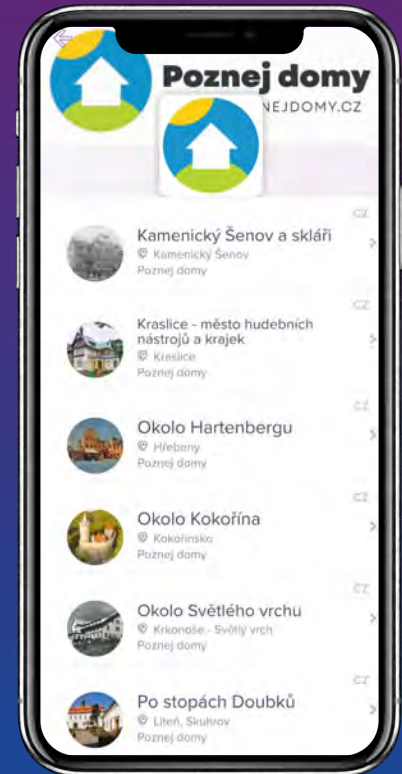 Poznej domy
NEJDOMY.CZ
CZ
Kamenický Šenov a skláři
Kamenický Šenov
Poznej domy
CZ
Kraslice - město hudebních
nástrojů a krajek
Kraslice
Poznej domy
CZ
Okolo Hartenbergu
Hřebeny
Poznej domy
CZ
Okolo Kokořína
Kokořínsko
Poznej domy
CZ
Okolo Světlého vrchu
Krkonoše - Světlý vrch
Poznej domy
CZ
Po stopách Doubků
Liteň, Skuhrov
Poznej domy